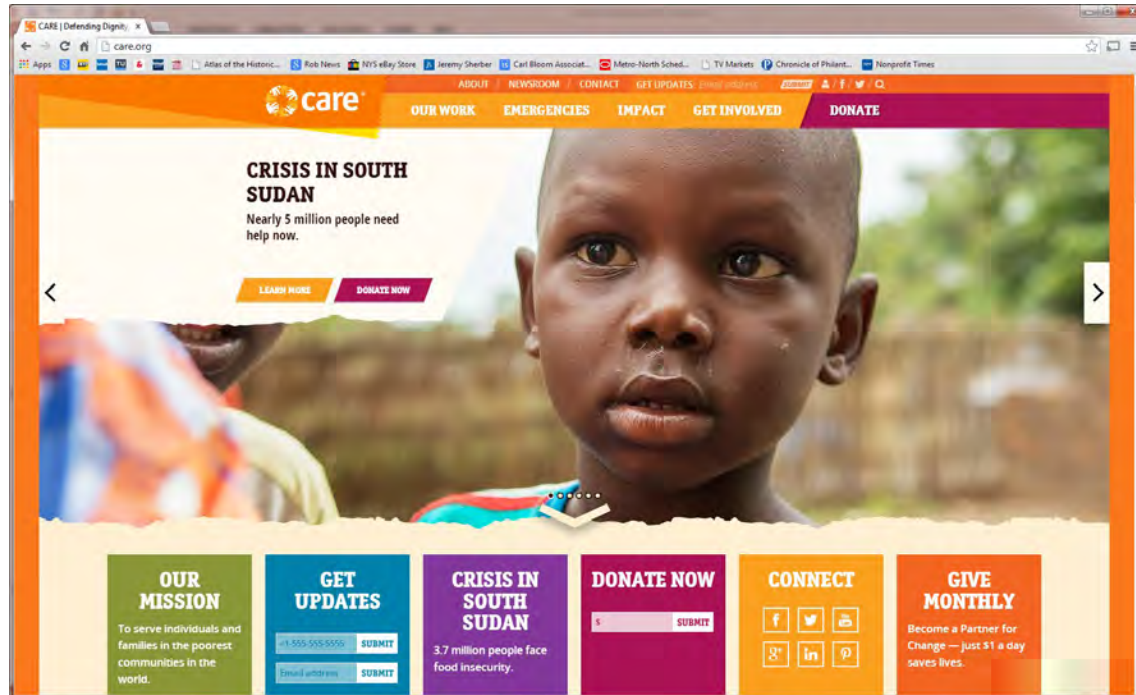 CARE | Defending Dignity.
care.org
Apps
Atlas of the Historic...
Rob News
NYS eBay Store
Jeremy Sherber
Carl Bloom Associat...
Metro-North Sched...
TV Markets
Chronicle of Philant...
Nonprofit Times
ABOUT / NEWSROOM / CONTACT GET UPDATES Email address SUBMIT
care
OUR WORK EMERGENCIES IMPACT GET INVOLVED DONATE
CRISIS IN SOUTH
SUDAN
Nearly 5 million people need
help now.
LEARN MORE DONATE NOW
OUR
MISSION
To serve individuals and
families in the poorest
communities in the
world.
GET
UPDATES
+1-555-555-5555 SUBMIT
Email address SUBMIT
CRISIS IN
SOUTH
SUDAN
3.7 million people face
food insecurity.
DONATE NOW
$ SUBMIT
CONNECT
GIVE
MONTHLY
Become a Partner for
Change — just $1 a day
saves lives.